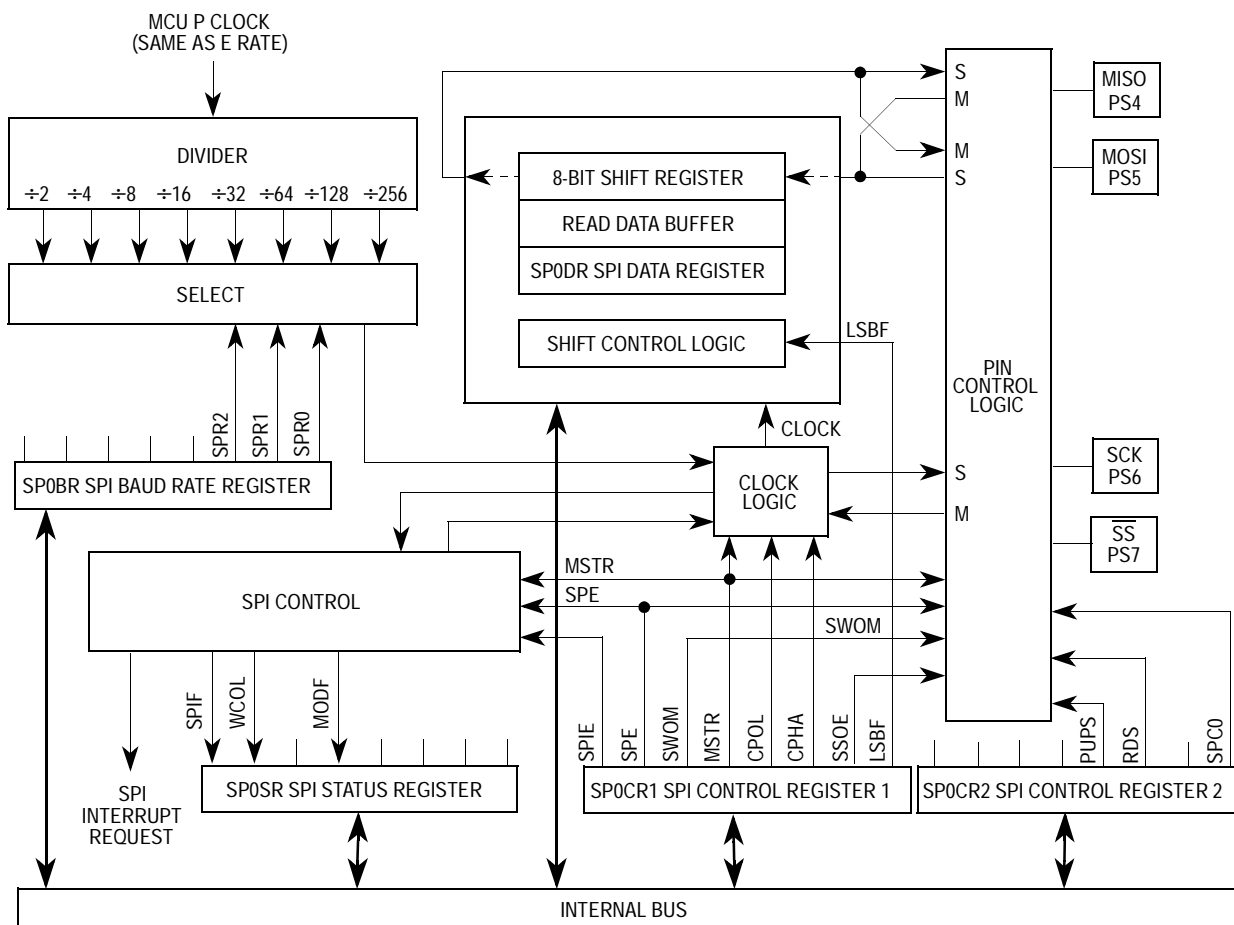 MCU P CLOCK
(SAME AS E RATE)
DIVIDER
÷2 ÷4 ÷8 ÷16 ÷32 ÷64 ÷128 ÷256
SELECT
SPR2
SPR1
SPR0
SP0BR SPI BAUD RATE REGISTER
8-BIT SHIFT REGISTER
READ DATA BUFFER
SP0DR SPI DATA REGISTER
SHIFT CONTROL LOGIC
LSBF
CLOCK
CLOCK
LOGIC
S
M
M
S
PIN
CONTROL
LOGIC
S
M
MISO
PS4
MOSI
PS5
SCK
PS6
SS
PS7
SPI CONTROL
MSTR
SPE
SWOM
SPIF
WCOL
MODF
SPI
INTERRUPT
REQUEST
SP0SR SPI STATUS REGISTER
SPIE
SPE
SWOM
MSTR
CPOL
CPHA
SSOE
LSBF
SP0CR1 SPI CONTROL REGISTER 1
PUPS
RDS
SPC0
SP0CR2 SPI CONTROL REGISTER 2
INTERNAL BUS